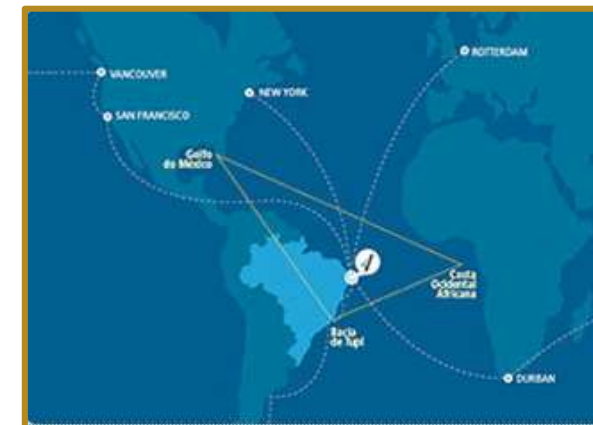 ROTTERDAM
VANCOUVER
NEW YORK
SAN FRANCISCO
Golfo
do México
Costa
Ocidental
Africana
Bacia
de Tupi
DURBAN